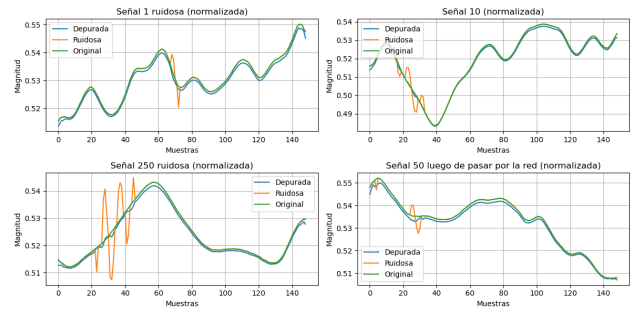 Señal 1 ruidosa (normalizada)
0.55
0.54
0.53
0.52
Magnitud
Depurada
Ruidosa
Original
0 20 40 60 80 100 120 140
Muestras
Señal 10 (normalizada)
0.54
0.53
0.52
0.51
0.50
0.49
Magnitud
Depurada
Ruidosa
Original
0 20 40 60 80 100 120 140
Muestras
Señal 250 ruidosa (normalizada)
0.54
0.53
0.52
0.51
Magnitud
Depurada
Ruidosa
Original
0 20 40 60 80 100 120 140
Muestras
Señal 50 luego de pasar por la red (normalizada)
0.55
0.54
0.53
0.52
0.51
Magnitud
Depurada
Ruidosa
Original
0 20 40 60 80 100 120 140
Muestras